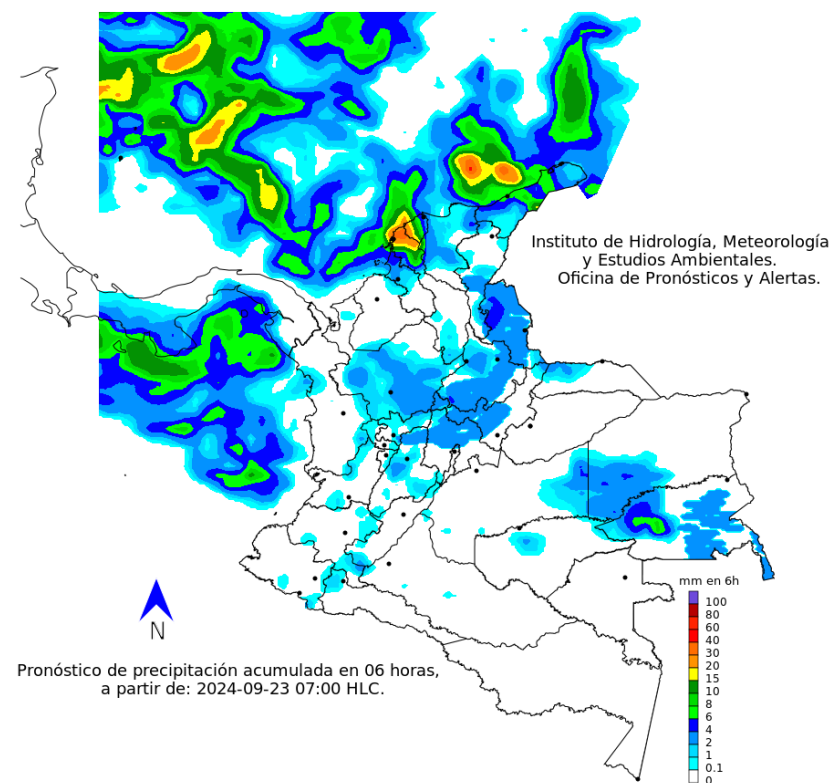 Instituto de Hidrología, Meteorología
y Estudios Ambientales.
Oficina de Pronósticos y Alertas.
mm en 6h
100
80
60
40
30
20
15
10
8
6
4
2
1
0.1
0
N
Pronóstico de precipitación acumulada en 06 horas,
a partir de: 2024-09-23 07:00 HLC.